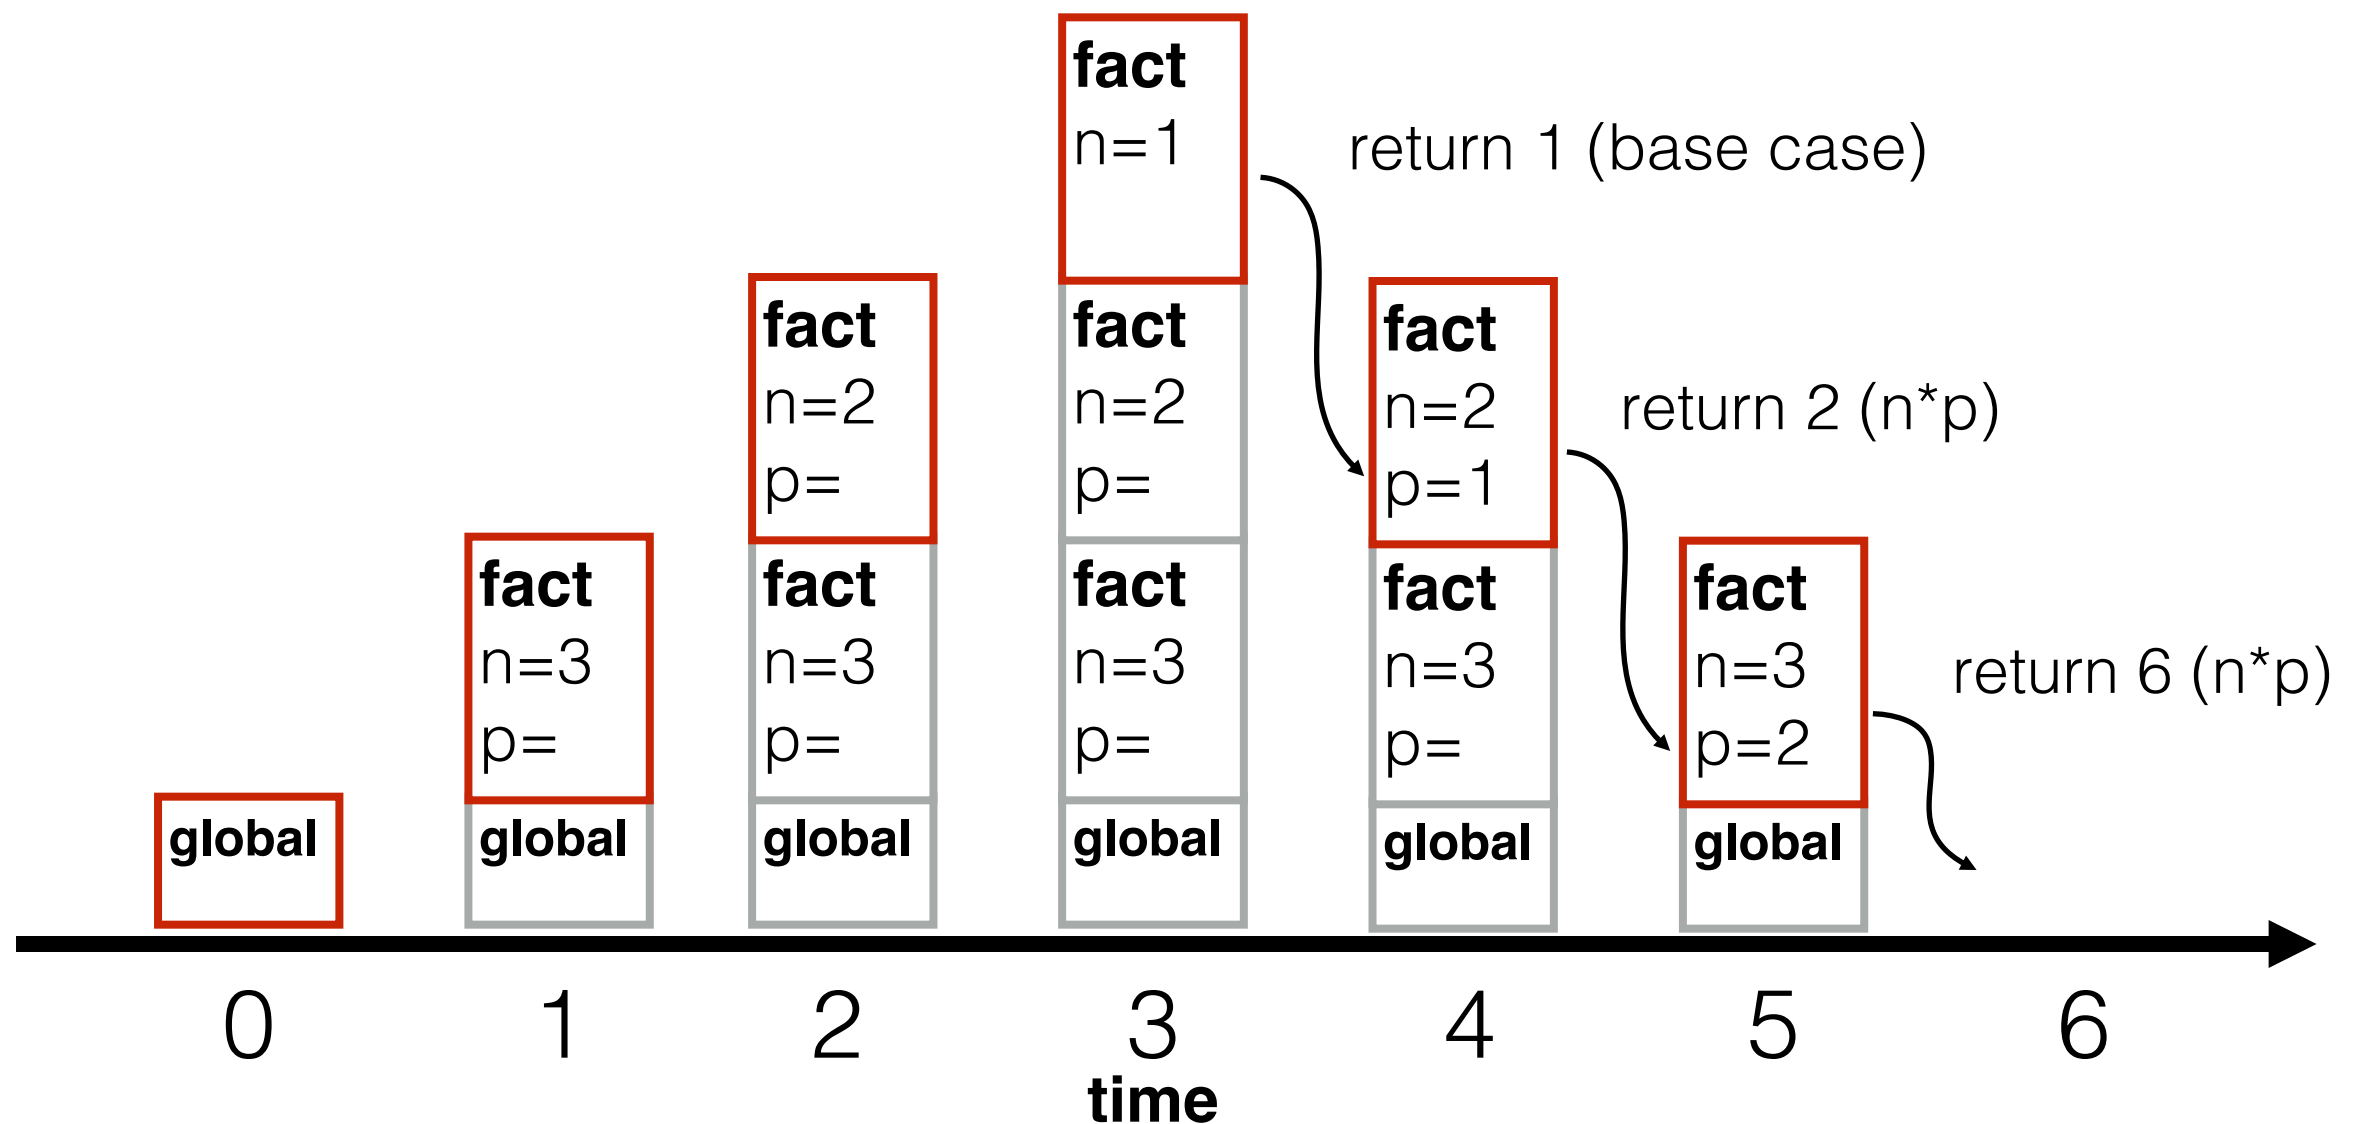 global
fact
n=3
p=
global
fact
n=2
p=
fact
n=3
p=
global
fact
n=1
fact
n=2
p=
fact
n=3
p=
global
return 1 (base case)
fact
n=2
p=1
fact
n=3
p=
global
return 2 (n*p)
fact
n=3
p=2
global
return 6 (n*p)
0 1 2 3 4 5 6
time